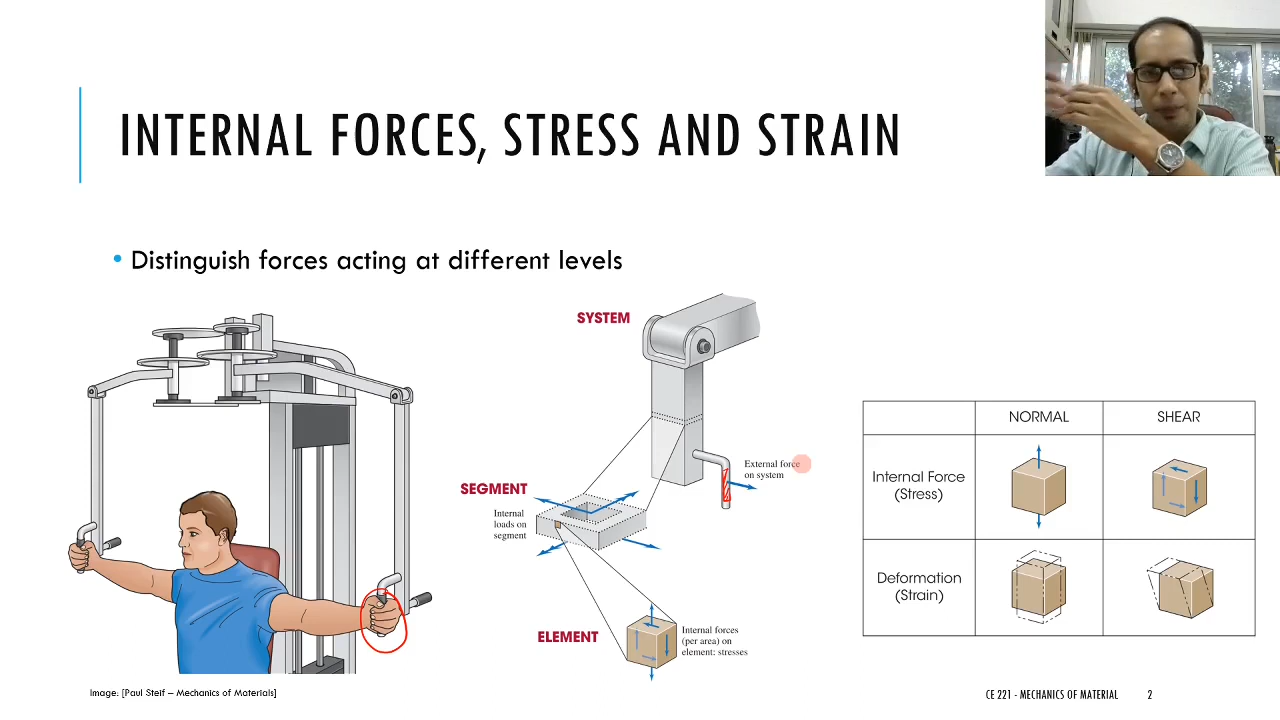 INTERNAL FORCES, STRESS AND STRAIN
• Distinguish forces acting at different levels
SYSTEM
External force
on system
SEGMENT
Internal
loads on
segment
ELEMENT
Internal forces
(per area) on
element: stresses
NORMAL SHEAR
Internal Force
(Stress)
Deformation
(Strain)
Image: [Paul Steif – Mechanics of Materials]
CE 221 - MECHANICS OF MATERIAL 2